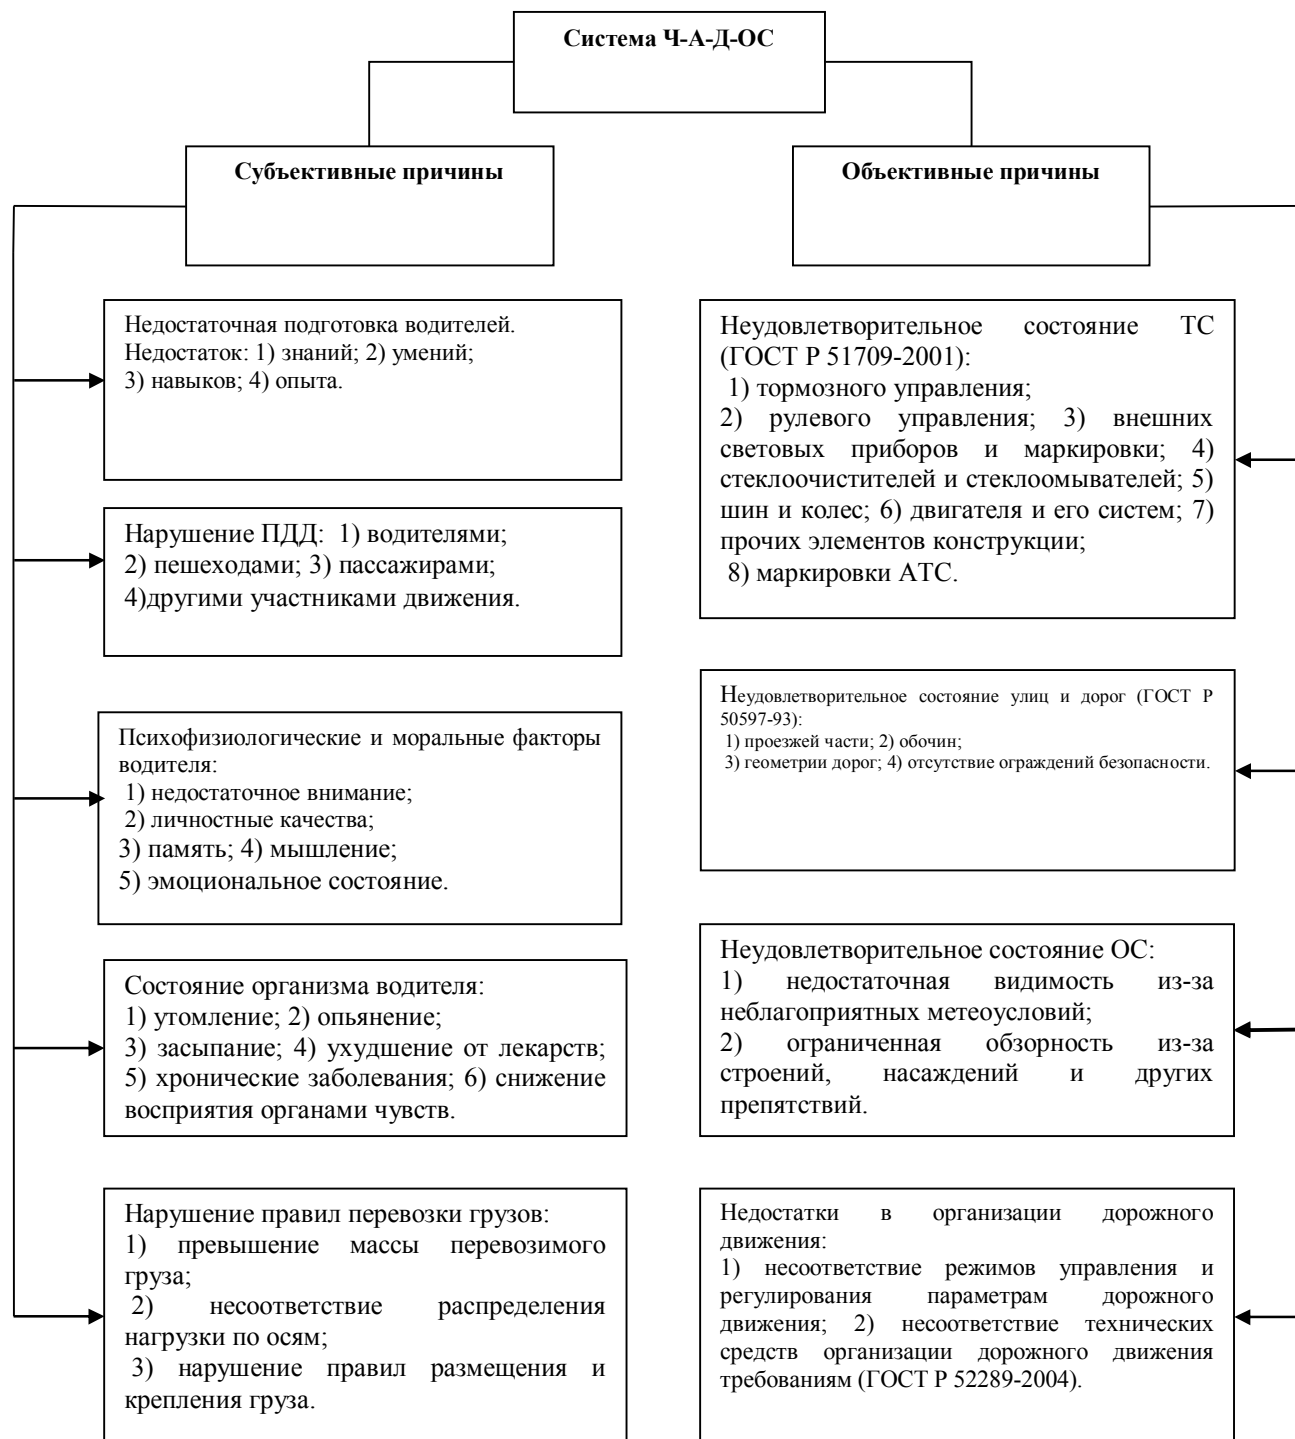 Система Ч-А-Д-ОС
Субъективные причины
Объективные причины
Недостаточная подготовка водителей.
Недостаток: 1) знаний; 2) умений;
3) навыков; 4) опыта.
Нарушение ПДД: 1) водителями;
2) пешеходами; 3) пассажирами;
4)другими участниками движения.
Психофизиологические и моральные факторы
водителя:
1) недостаточное внимание;
2) личностные качества;
3) память; 4) мышление;
5) эмоциональное состояние.
Состояние организма водителя:
1) утомление; 2) опьянение;
3) засыпание; 4) ухудшение от лекарств;
5) хронические заболевания; 6) снижение
восприятия органами чувств.
Нарушение правил перевозки грузов:
1) превышение массы перевозимого
груза;
2) несоответствие распределения
нагрузки по осям;
3) нарушение правил размещения и
крепления груза.
Неудовлетворительное состояние ТС
(ГОСТ Р 51709-2001):
1) тормозного управления;
2) рулевого управления; 3) внешних
световых приборов и маркировки; 4)
стеклоочистителей и стеклоомывателей; 5)
шин и колес; 6) двигателя и его систем; 7)
прочих элементов конструкции;
8) маркировки АТС.
Неудовлетворительное состояние улиц и дорог (ГОСТ Р
50597-93):
1) проезжей части; 2) обочин;
3) геометрии дорог; 4) отсутствие ограждений безопасности.
Неудовлетворительное состояние ОС:
1) недостаточная видимость из-за
неблагоприятных метеоусловий;
2) ограниченная обзорность из-за
строений, насаждений и других
препятствий.
Недостатки в организации дорожного
движения:
1) несоответствие режимов управления и
регулирования параметрам дорожного
движения; 2) несоответствие технических
средств организации дорожного движения
требованиям (ГОСТ Р 52289-2004).